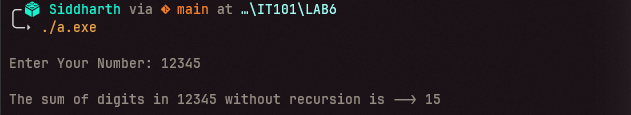 Siddharth via main at …\IT101\LAB6
./a.exe
Enter Your Number: 12345
The sum of digits in 12345 without recursion is —> 15